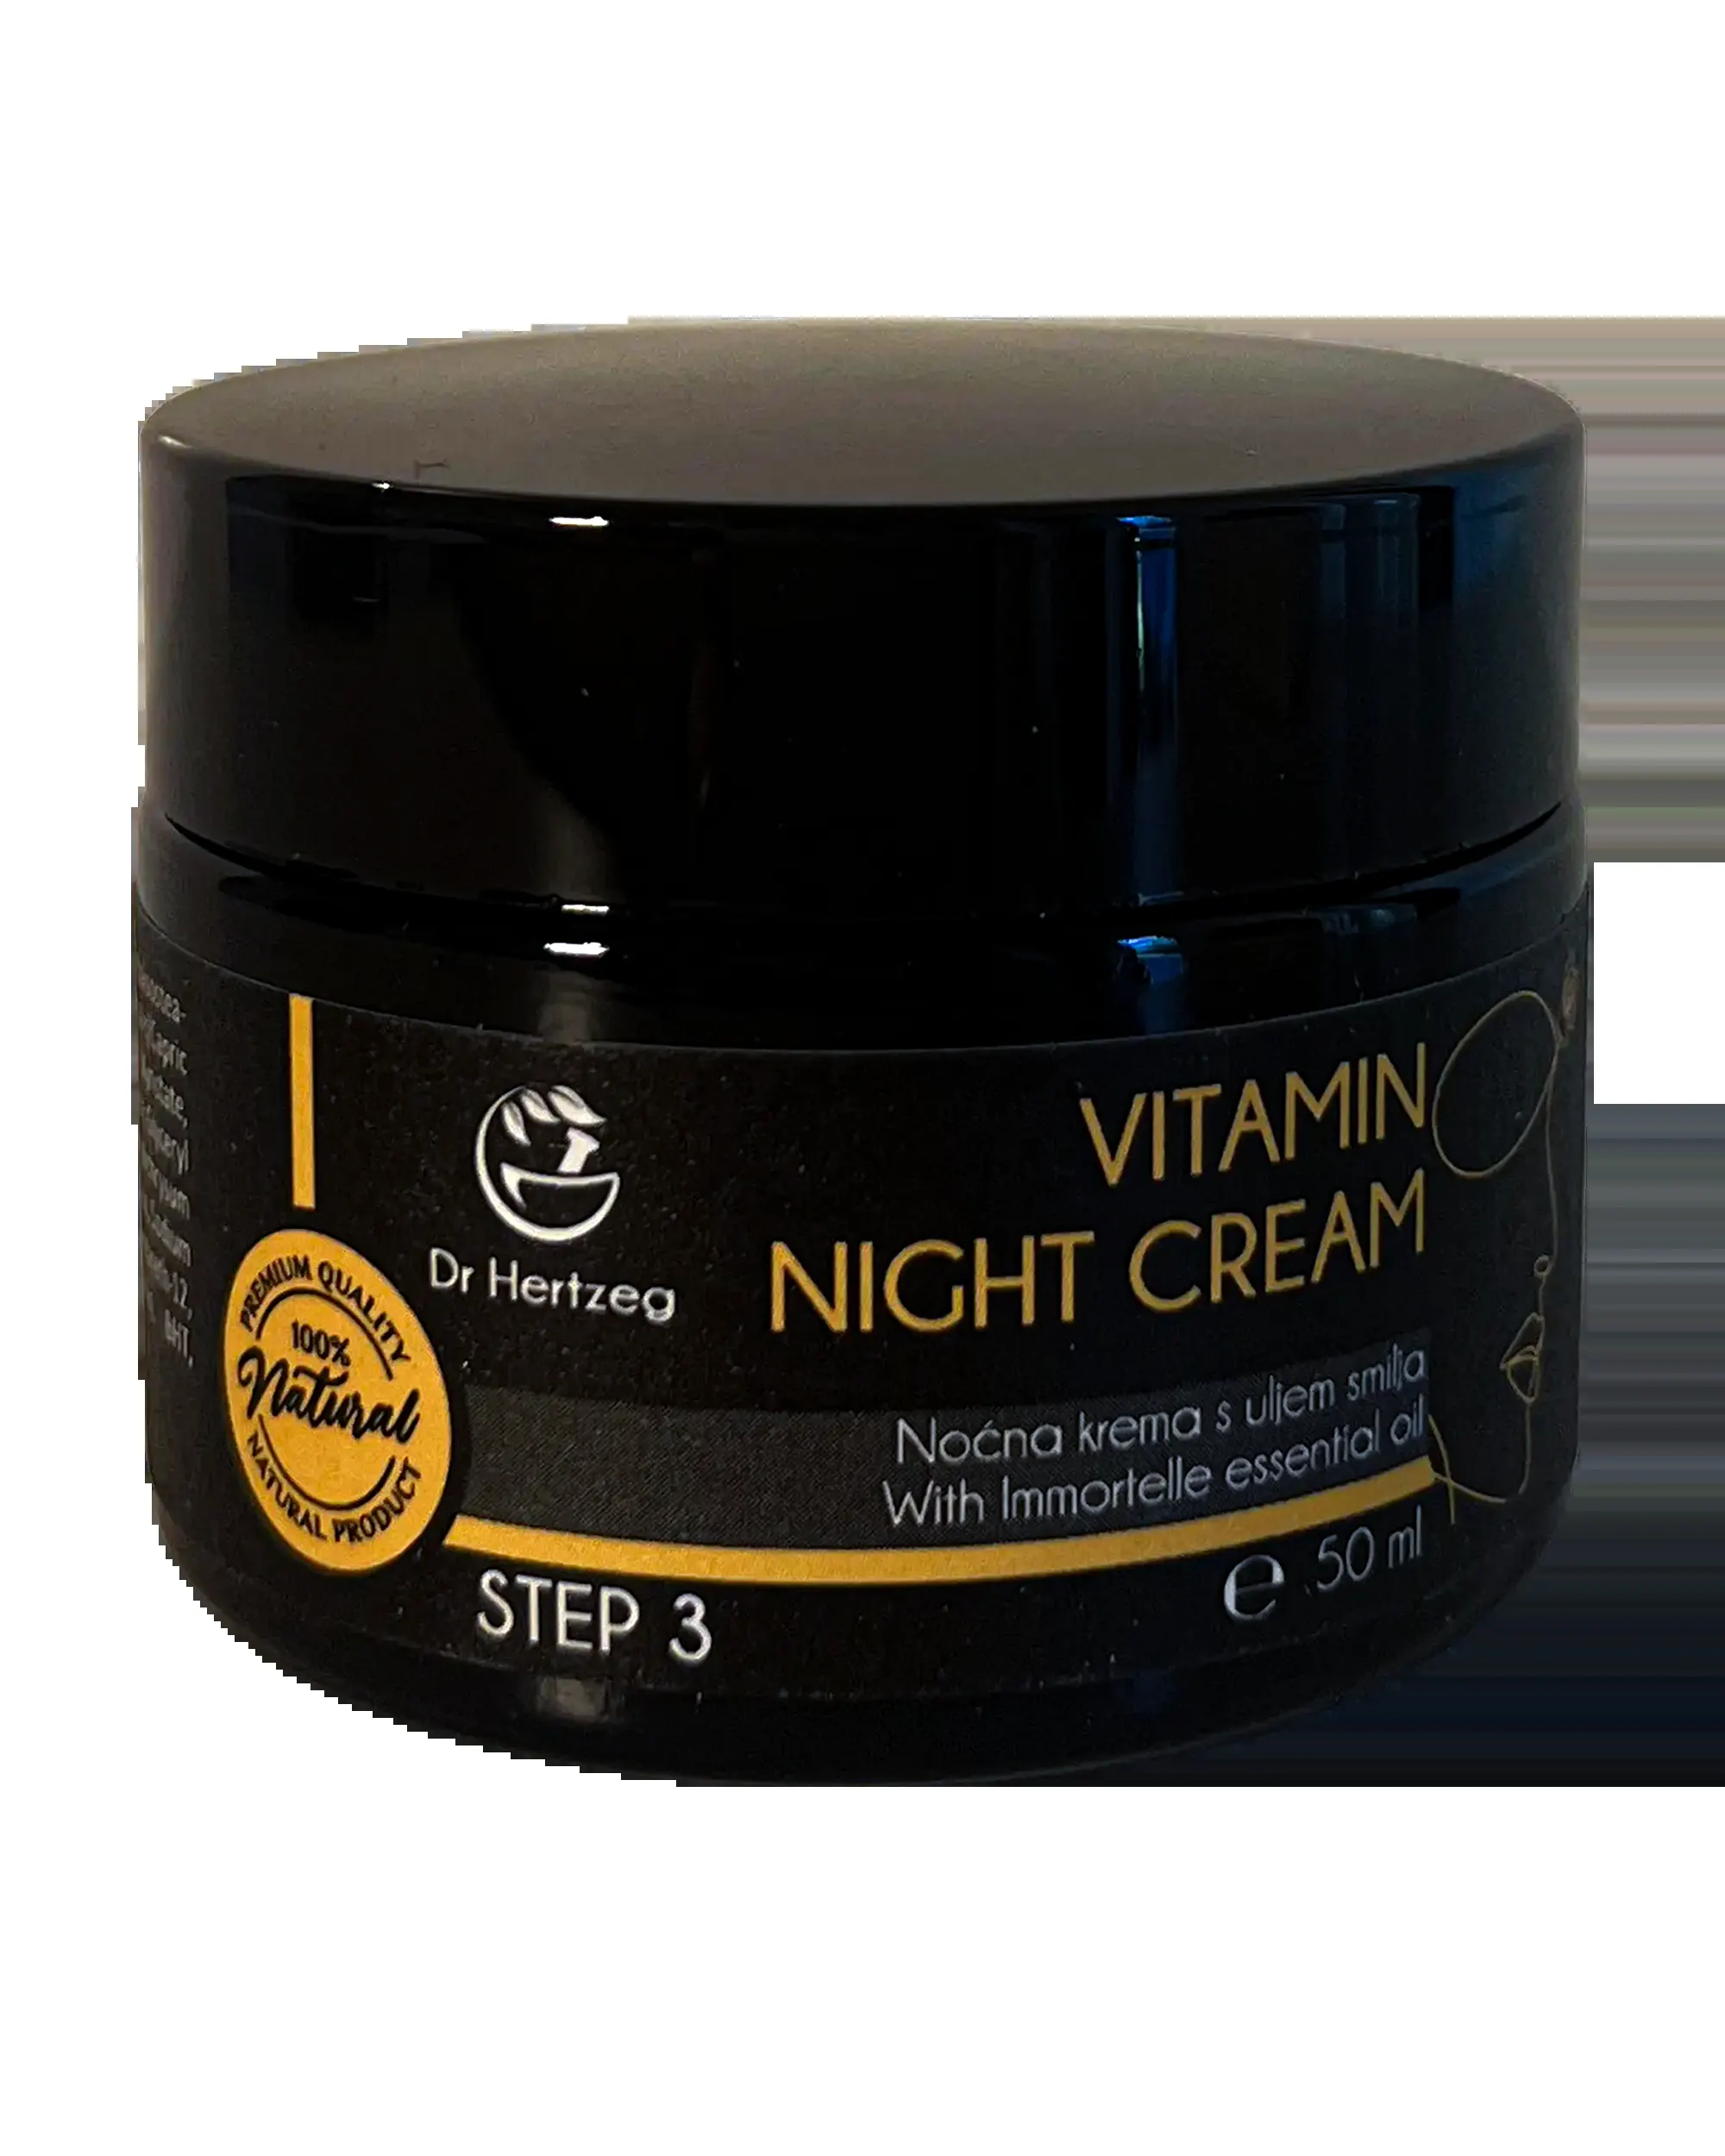 Dr Hertzeg
VITAMIN
NIGHT CREAM
PREMIUM QUALITY
100%
Natural
NATURAL PRODUCT
Noćna krema s uljem smilja
With Immortelle essential oil
STEP 3
℮ 50 ml
BHT.